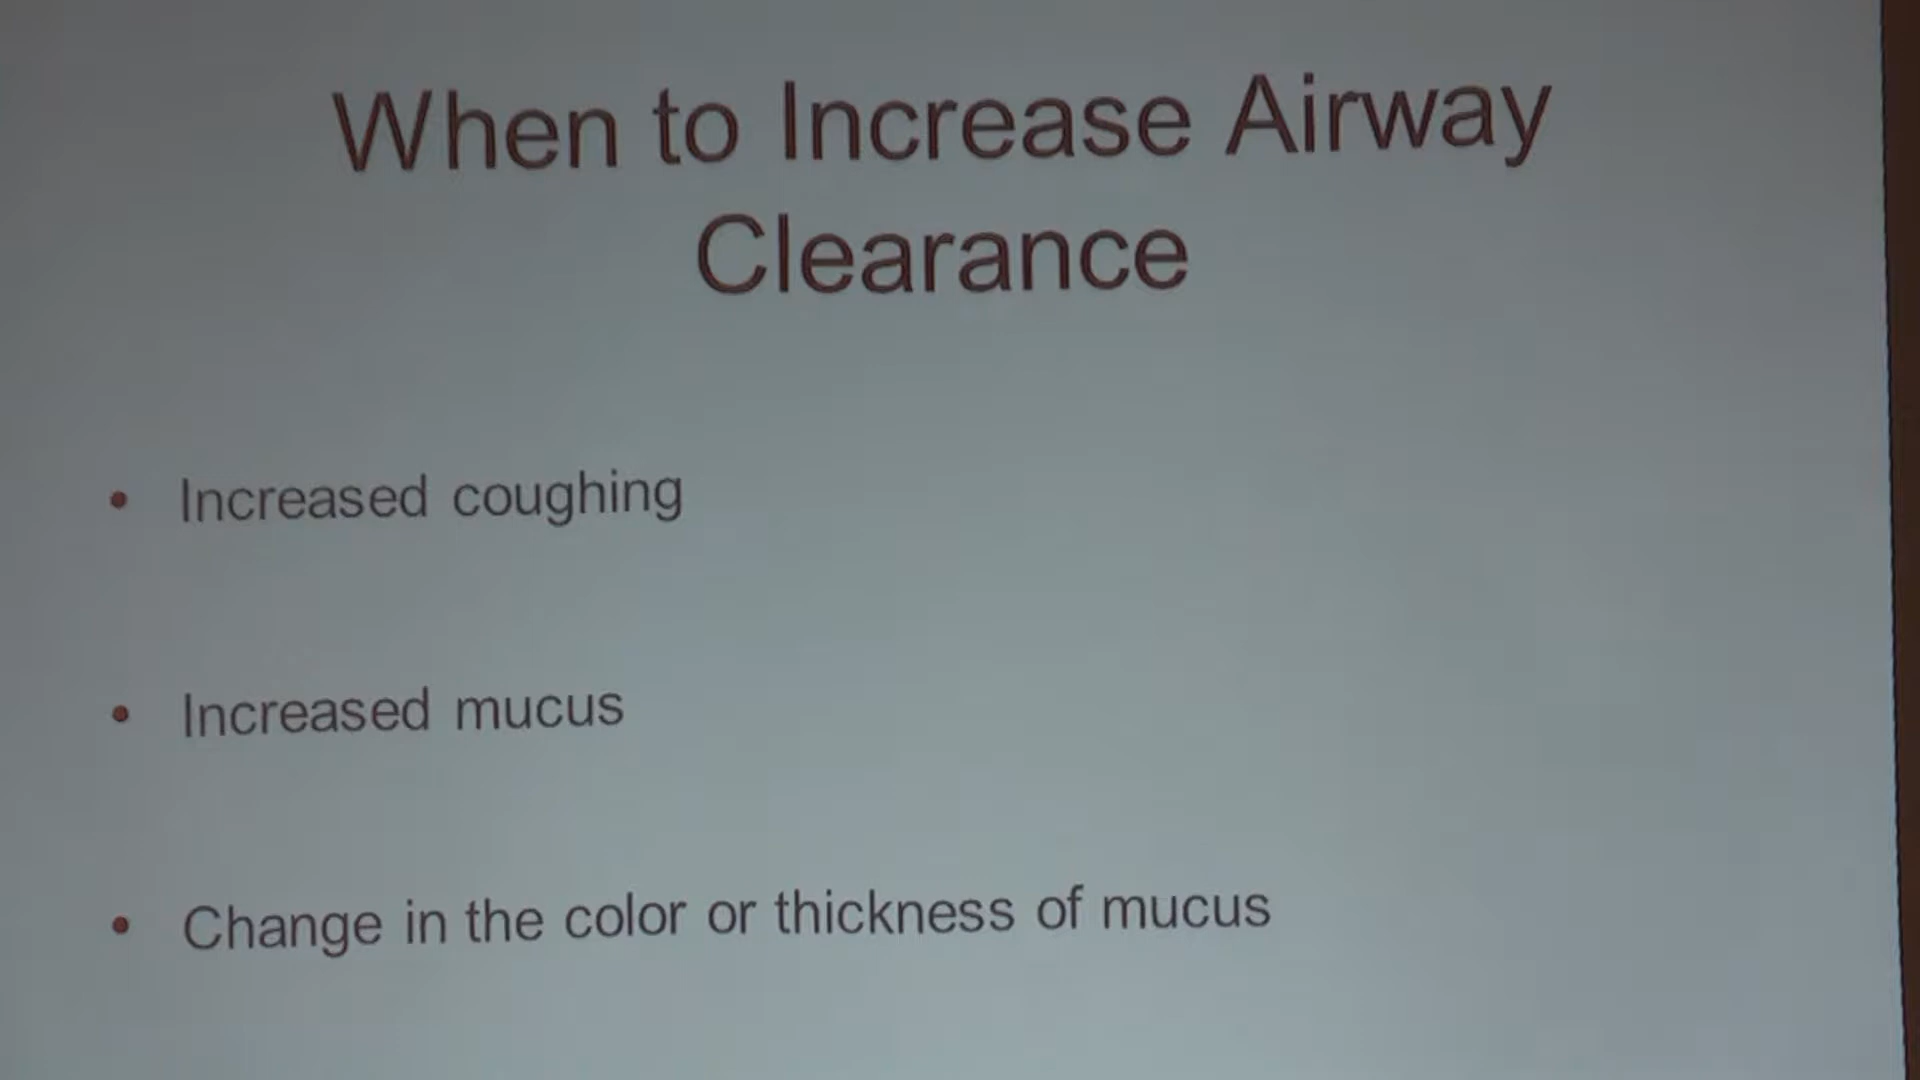 When to Increase Airway
Clearance
• Increased coughing
• Increased mucus
• Change in the color or thickness of mucus